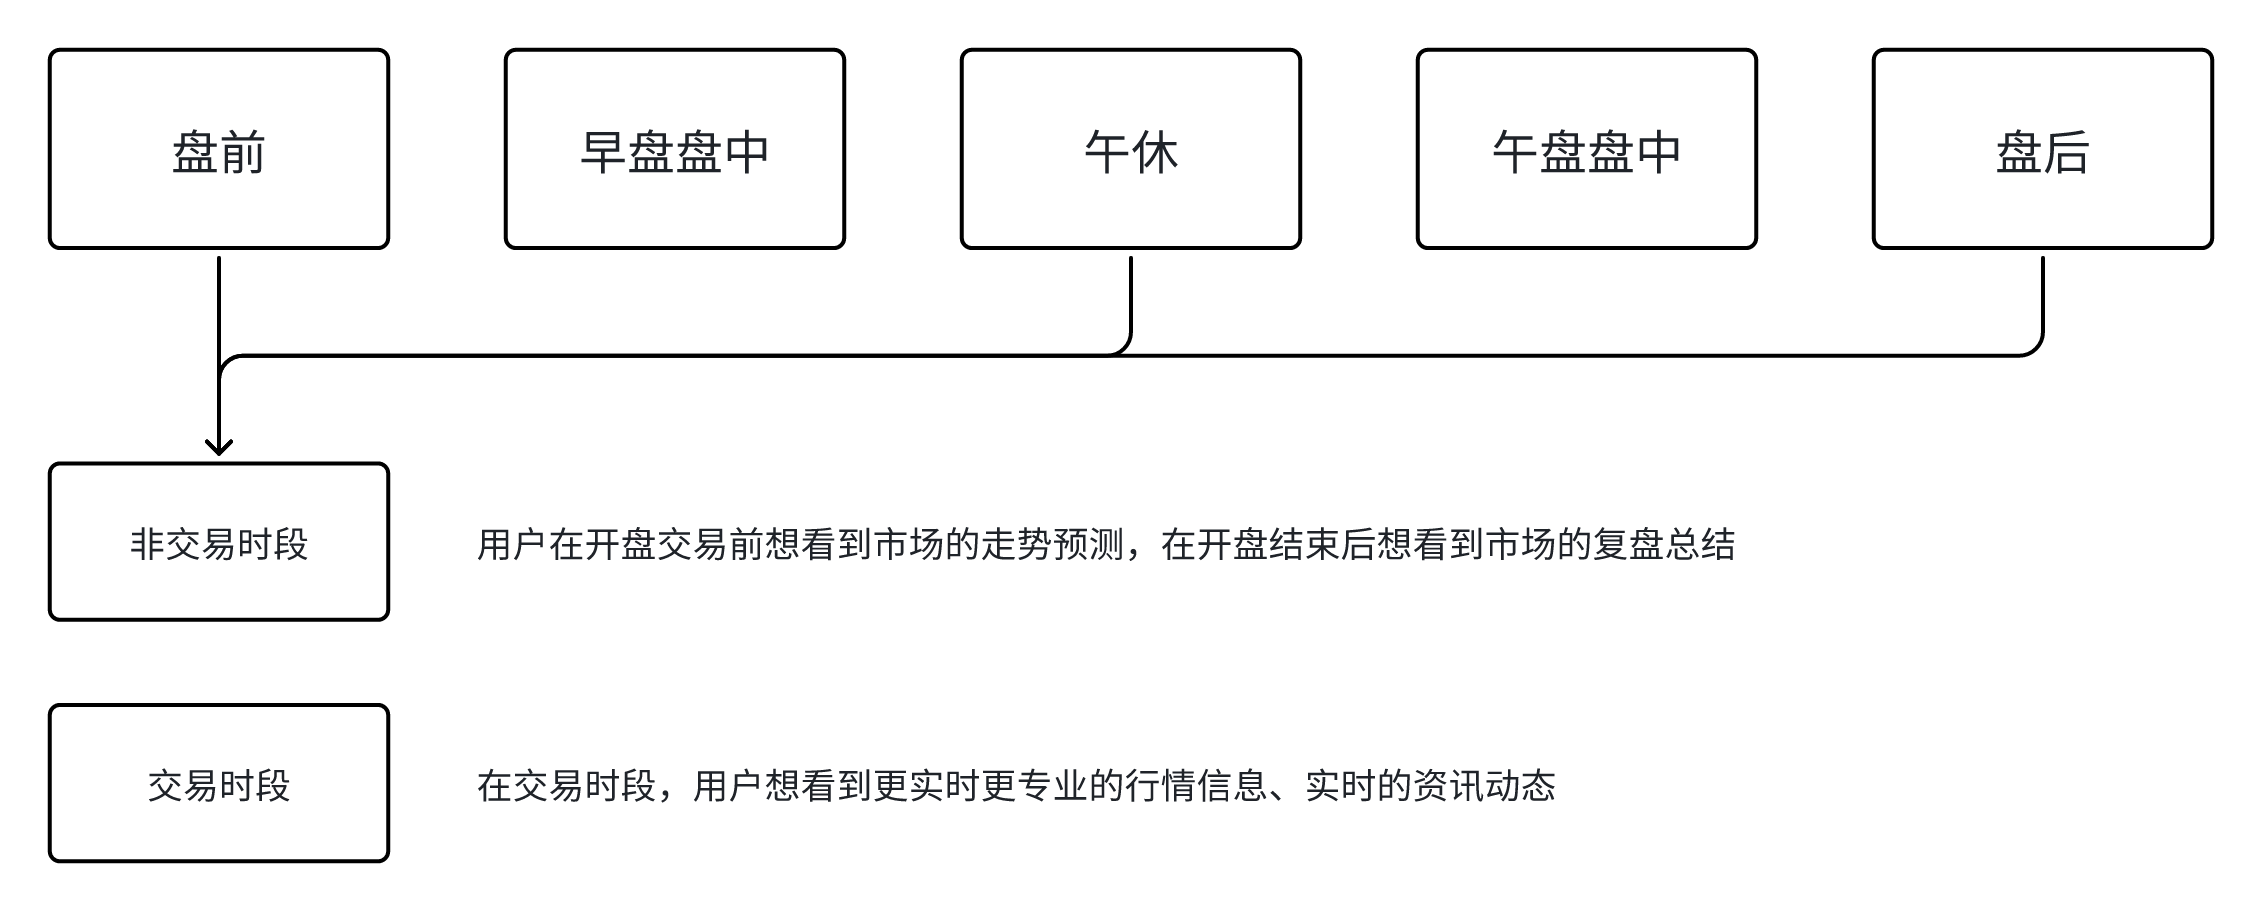 盘前
早盘盘中
午休
午盘盘中
盘后
非交易时段
用户在开盘交易前想看到市场的走势预测，在开盘结束后想看到市场的复盘总结
交易时段
在交易时段，用户想看到更实时更专业的行情信息、实时的资讯动态